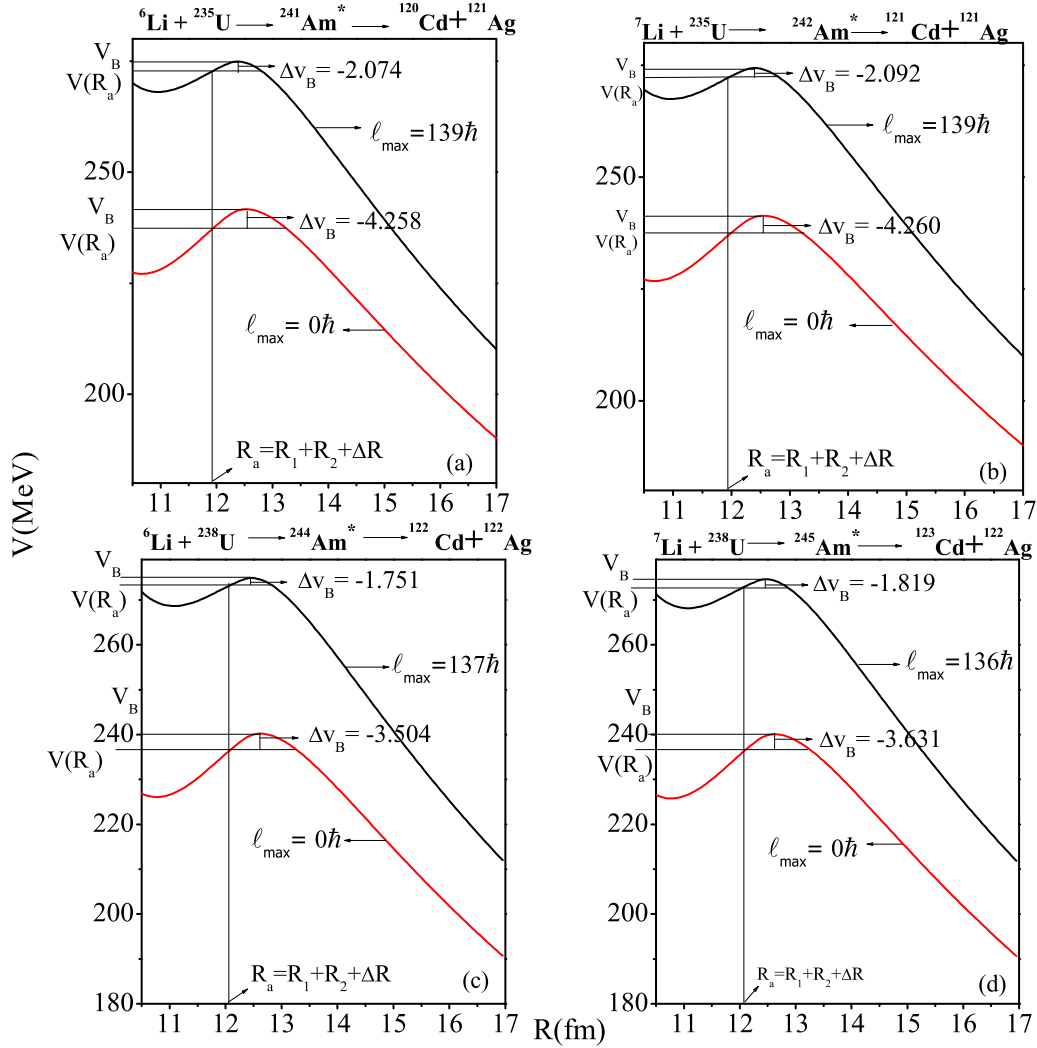 ⁶Li + ²³⁵U → ²⁴¹Am* → ¹²⁰Cd+¹²¹Ag
V_B
V(R_a)
Δv_B= -2.074
ℓ_max=139ℏ
250
V_B
V(R_a)
Δv_B= -4.258
ℓ_max= 0ℏ
200
R_a=R_1+R_2+ΔR
(a)
11 12 13 14 15 16 17
⁷Li + ²³⁵U → ²⁴²Am* → ¹²¹Cd+¹²¹Ag
V_B
V(R_a)
Δv_B= -2.092
ℓ_max=139ℏ
250
V_B
V(R_a)
Δv_B= -4.260
ℓ_max= 0ℏ
200
R_a=R_1+R_2+ΔR
(b)
11 12 13 14 15 16 17
V(MeV)
⁶Li + ²³⁸U → ²⁴⁴Am* → ¹²²Cd+¹²²Ag
V_B
V(R_a)
Δv_B= -1.751
260
ℓ_max=137ℏ
V_B
240
V(R_a)
Δv_B= -3.504
220
ℓ_max= 0ℏ
200
R_a=R_1+R_2+ΔR
(c)
180
11 12 13 14 15 16 17
⁷Li + ²³⁸U → ²⁴⁵Am* → ¹²³Cd+¹²²Ag
V_B
V(R_a)
Δv_B= -1.819
260
ℓ_max=136ℏ
V_B
240
V(R_a)
Δv_B= -3.631
220
ℓ_max= 0ℏ
200
R_a=R_1+R_2+ΔR
(d)
180
11 12 13 14 15 16 17
R(fm)